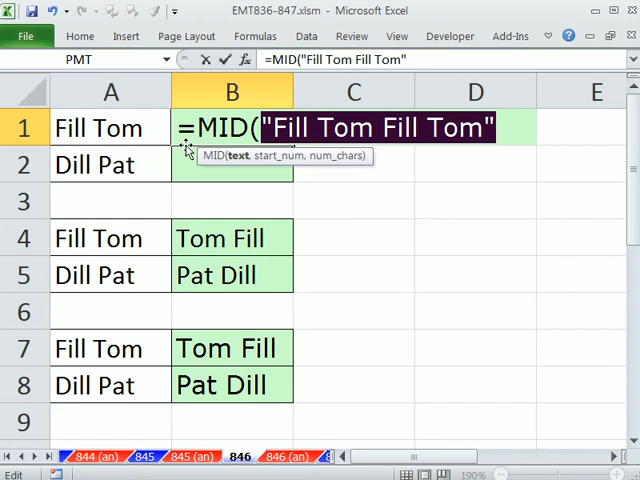 EMT836-847.xlsm - Microsoft Excel
File Home Insert Page Layout Formulas Data Review View Developer Add-Ins
PMT =MID("Fill Tom Fill Tom"
A B C D E
1 Fill Tom =MID("Fill Tom Fill Tom"
MID(text, start_num, num_chars)
2 Dill Pat
3
4 Fill Tom Tom Fill
5 Dill Pat Pat Dill
6
7 Fill Tom Tom Fill
8 Dill Pat Pat Dill
9
844 (an) 845 845 (an) 846 846 (an) 8
Edit 190%